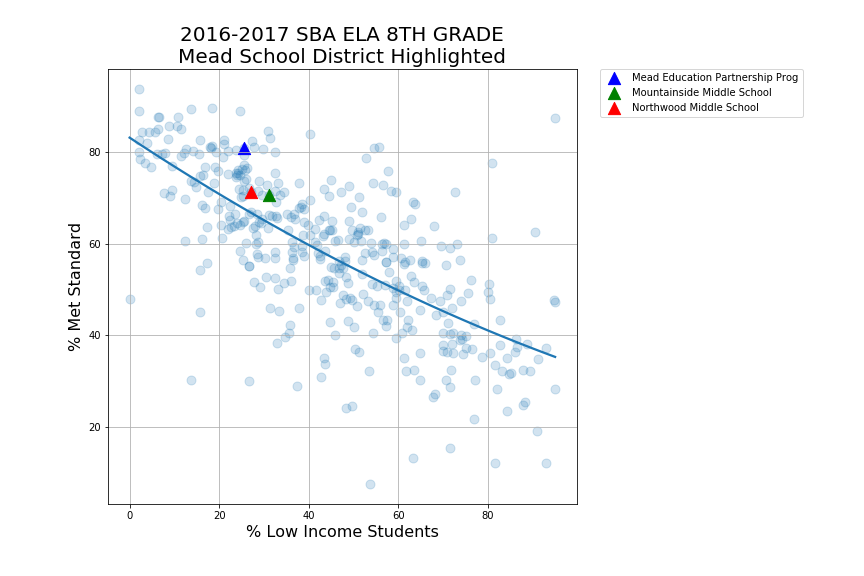 2016-2017 SBA ELA 8TH GRADE
Mead School District Highlighted
Mead Education Partnership Prog
Mountainside Middle School
Northwood Middle School
% Met Standard
80
60
40
20
0
20
40
60
80
% Low Income Students